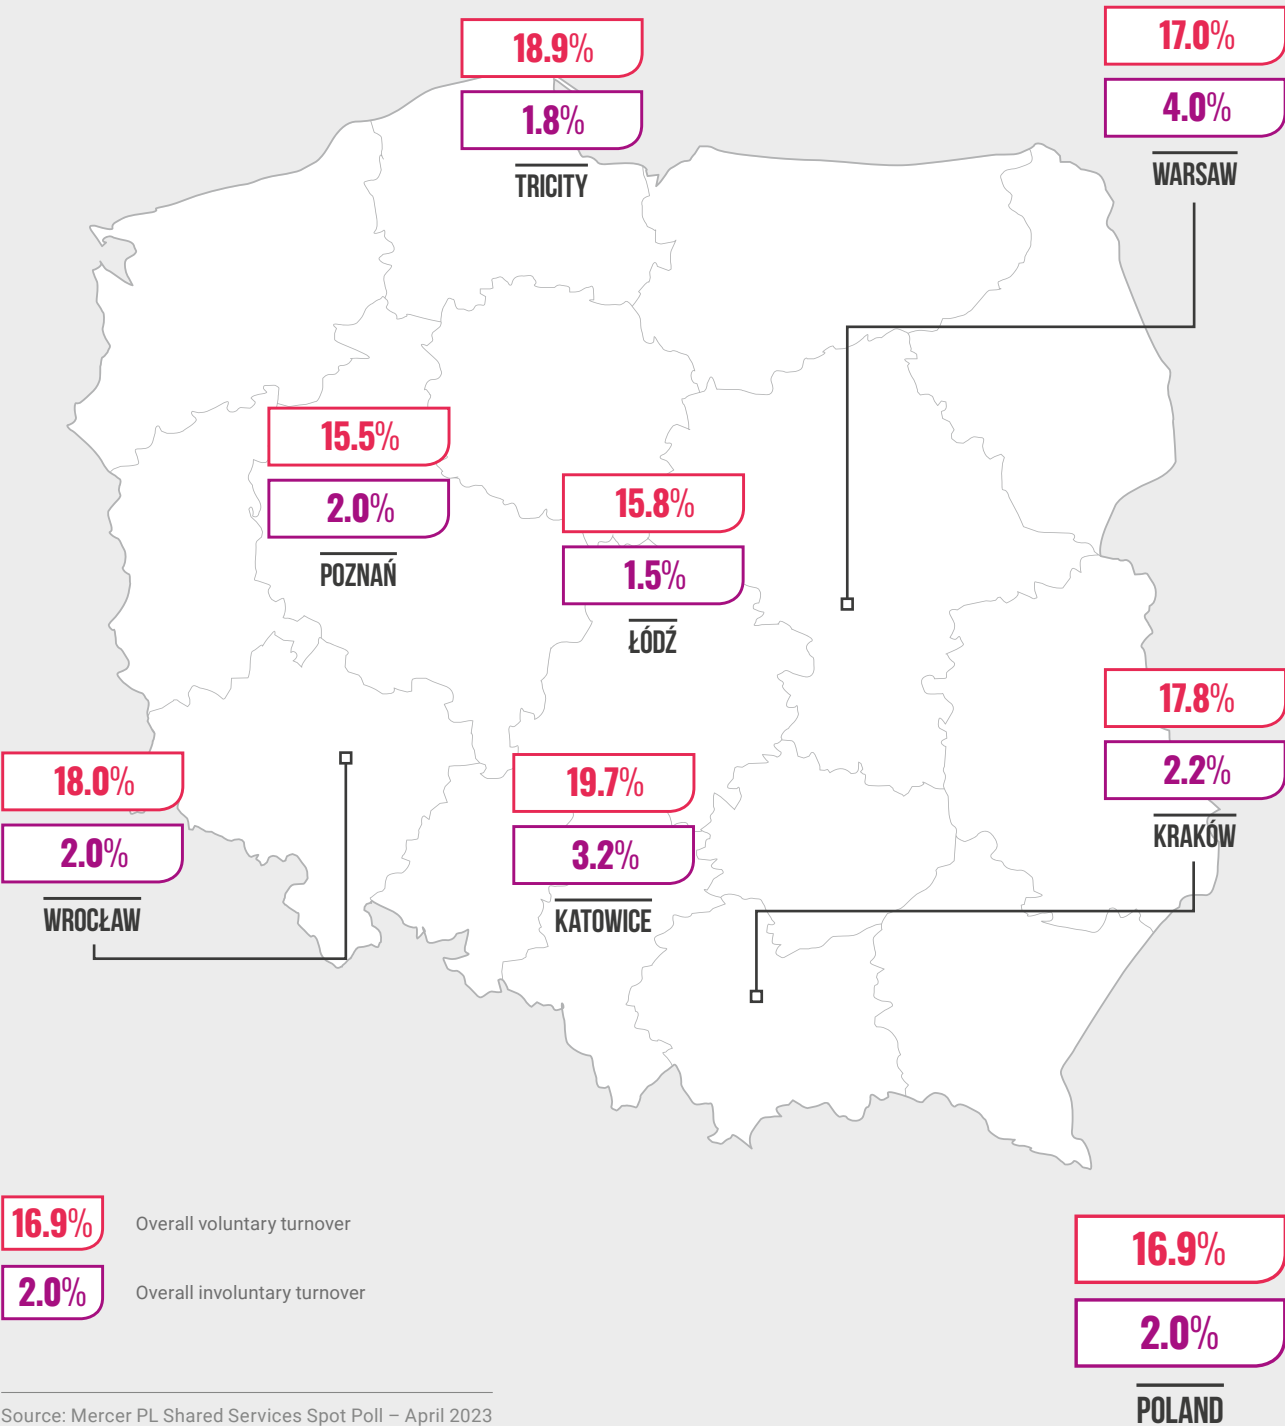 18.9%
1.8%
TRICITY
17.0%
4.0%
WARSAW
15.5%
2.0%
POZNAŃ
15.8%
1.5%
ŁÓDŹ
17.8%
2.2%
KRAKÓW
18.0%
2.0%
WROCŁAW
19.7%
3.2%
KATOWICE
16.9% Overall voluntary turnover
2.0% Overall involuntary turnover
16.9%
2.0%
POLAND
Source: Mercer PL Shared Services Spot Poll – April 2023